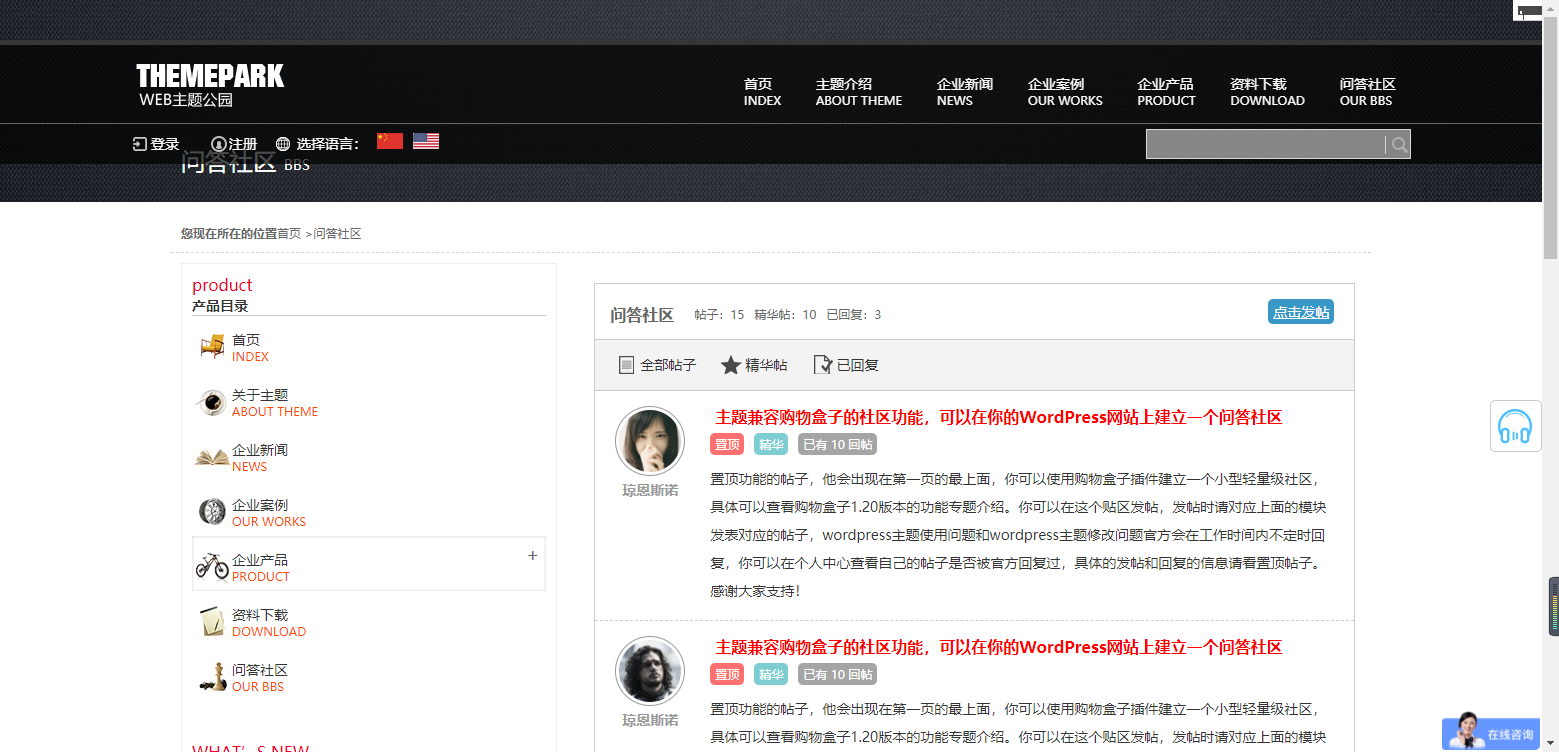 THEMEPARK
WEB主题公园
首页 主题介绍 企业新闻 企业案例 企业产品 资料下载 问答社区
INDEX ABOUT THEME NEWS OUR WORKS PRODUCT DOWNLOAD OUR BBS
登录 注册 选择语言：
问答社区 BBS
您现在所在的位置首页 >问答社区
product
产品目录
首页
INDEX
关于主题
ABOUT THEME
企业新闻
NEWS
企业案例
OUR WORKS
企业产品 +
PRODUCT
资料下载
DOWNLOAD
问答社区
OUR BBS
WHAT’S NEW
问答社区 帖子：15 精华帖：10 已回复：3 点击发帖
全部帖子 精华帖 已回复
主题兼容购物盒子的社区功能，可以在你的WordPress网站上建立一个问答社区
置顶 精华 已有 10 回帖
琼恩斯诺
置顶功能的帖子，他会出现在第一页的最上面，你可以使用购物盒子插件建立一个小型轻量级社区，
具体可以查看购物盒子1.20版本的功能专题介绍。你可以在这个贴区发帖，发帖时请对应上面的模块
发表对应的帖子，wordpress主题使用问题和wordpress主题修改问题官方会在工作时间内不定时回
复，你可以在个人中心查看自己的帖子是否被官方回复过，具体的发帖和回复的信息请看置顶帖子。
感谢大家支持！
主题兼容购物盒子的社区功能，可以在你的WordPress网站上建立一个问答社区
置顶 精华 已有 10 回帖
琼恩斯诺
置顶功能的帖子，他会出现在第一页的最上面，你可以使用购物盒子插件建立一个小型轻量级社区，
具体可以查看购物盒子1.20版本的功能专题介绍。你可以在这个贴区发帖，发帖时请对应上面的模块
在线咨询